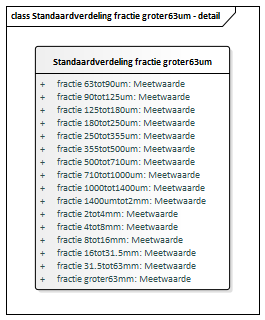 class Standaardverdeling fractie groter63um - detail
Standaardverdeling fractie groter63um
+ fractie 63tot90um: Meetwaarde
+ fractie 90tot125um: Meetwaarde
+ fractie 125tot180um: Meetwaarde
+ fractie 180tot250um: Meetwaarde
+ fractie 250tot355um: Meetwaarde
+ fractie 355tot500um: Meetwaarde
+ fractie 500tot710um: Meetwaarde
+ fractie 710tot1000um: Meetwaarde
+ fractie 1000tot1400um: Meetwaarde
+ fractie 1400umtot2mm: Meetwaarde
+ fractie 2tot4mm: Meetwaarde
+ fractie 4tot8mm: Meetwaarde
+ fractie 8tot16mm: Meetwaarde
+ fractie 16tot31.5mm: Meetwaarde
+ fractie 31.5tot63mm: Meetwaarde
+ fractie groter63mm: Meetwaarde